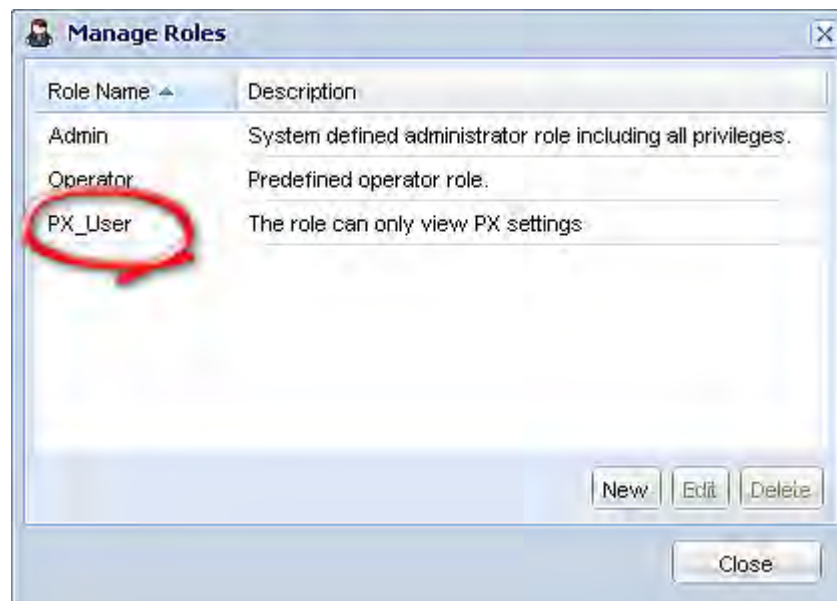 Manage Roles
Role Name Description
Admin System defined administrator role including all privileges.
Operator Predefined operator role.
PX_User The role can only view PX settings
New Edit Delete
Close